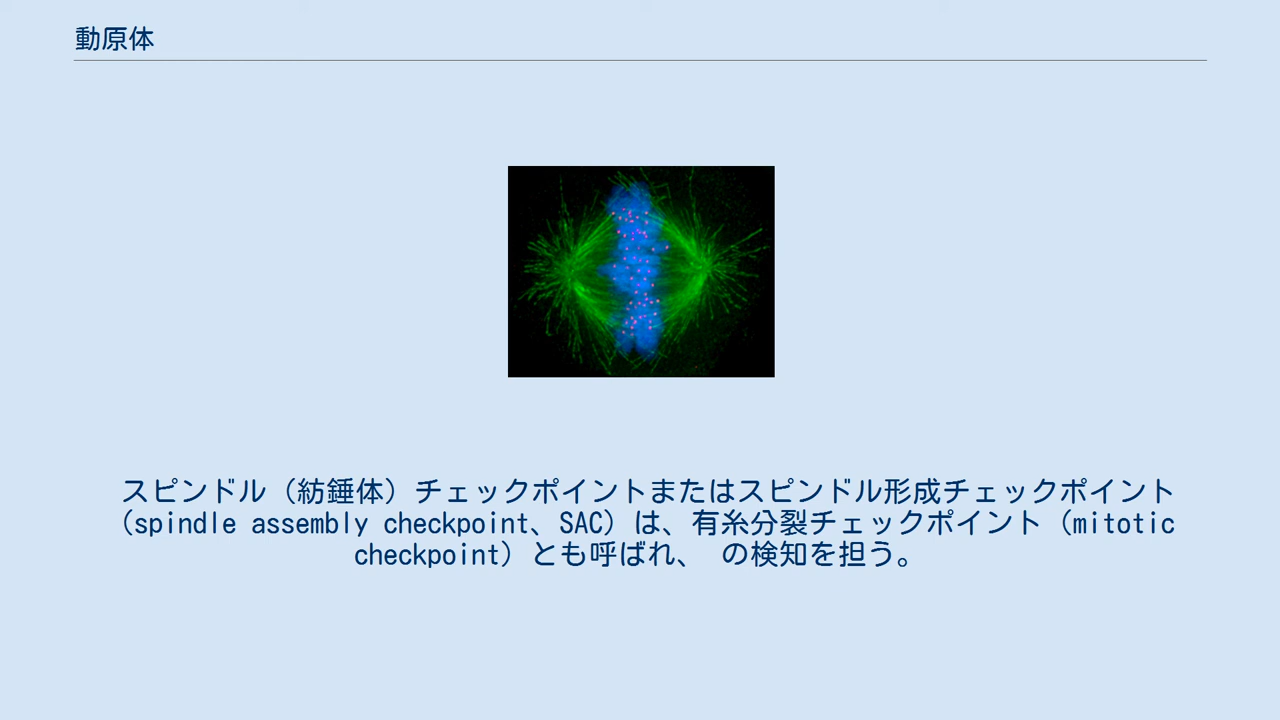 動原体
スピンドル（紡錘体）チェックポイントまたはスピンドル形成チェックポイント
（spindle assembly checkpoint、SAC）は、有糸分裂チェックポイント（mitotic
checkpoint）とも呼ばれ、 の検知を担う。